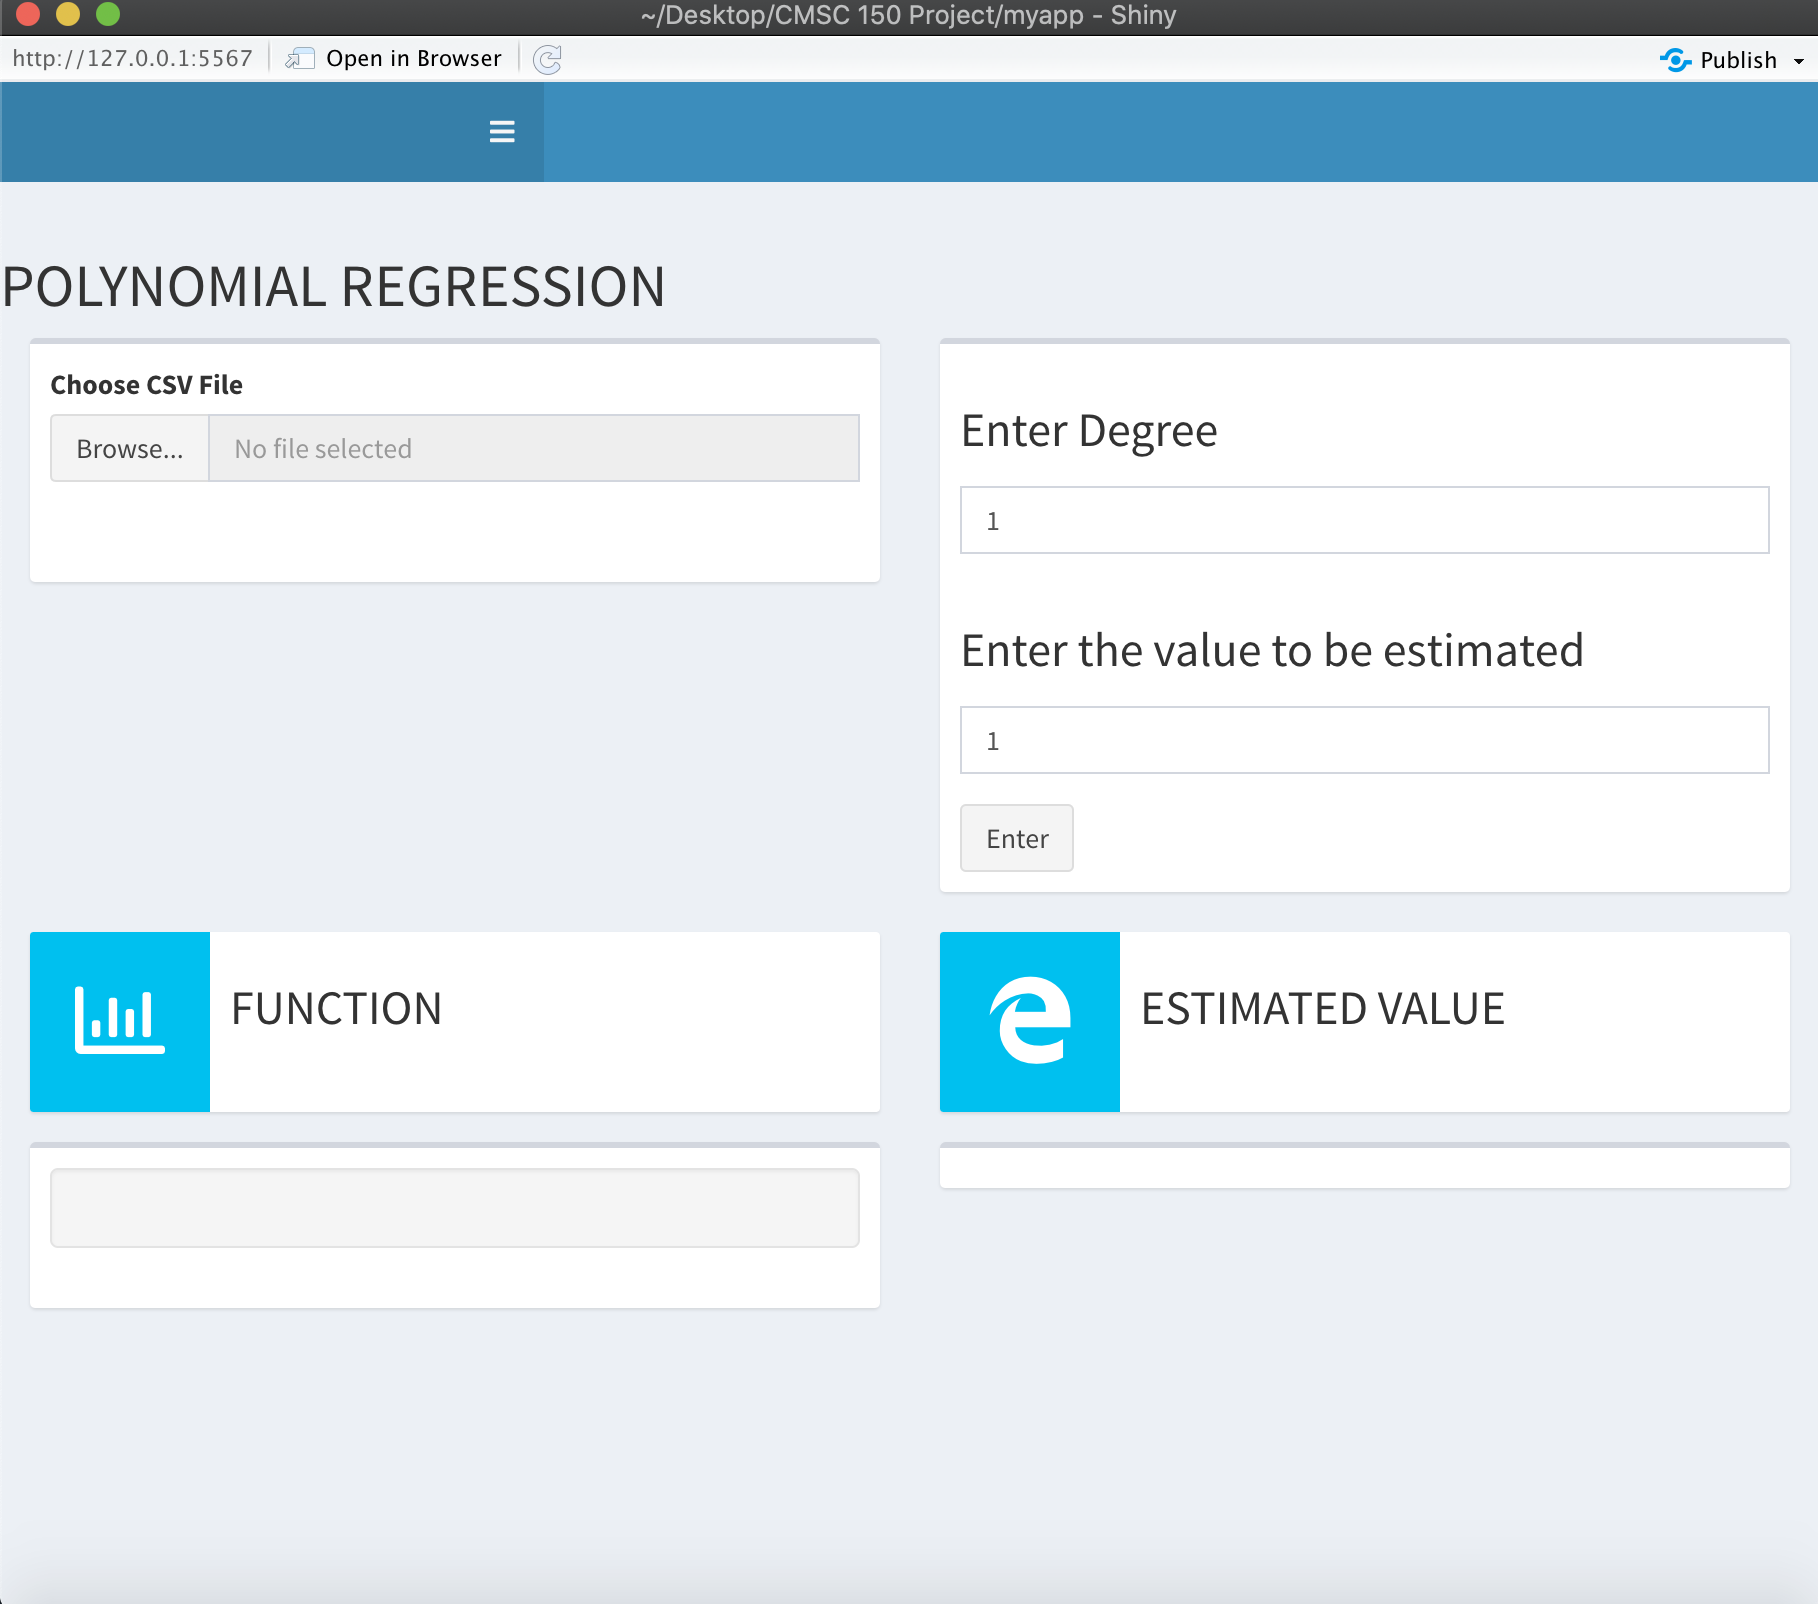 ~/Desktop/CMSC 150 Project/myapp - Shiny
http://127.0.0.1:5567 Open in Browser Publish
POLYNOMIAL REGRESSION
Choose CSV File
Browse... No file selected
Enter Degree
1
Enter the value to be estimated
1
Enter
FUNCTION
ESTIMATED VALUE